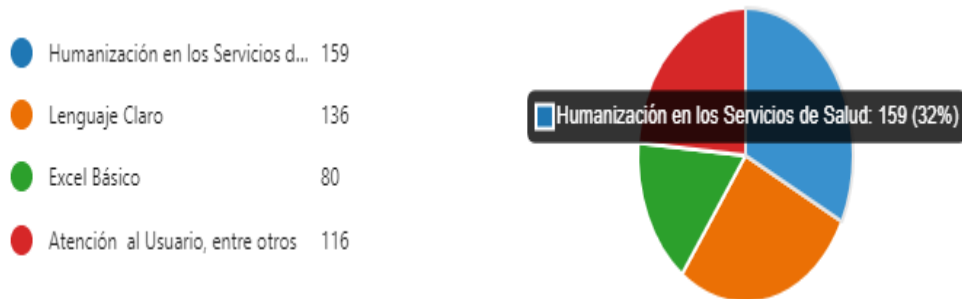 Humanización en los Servicios d... 159
Lenguaje Claro 136
Excel Básico 80
Atención al Usuario, entre otros 116
Humanización en los Servicios de Salud: 159 (32%)